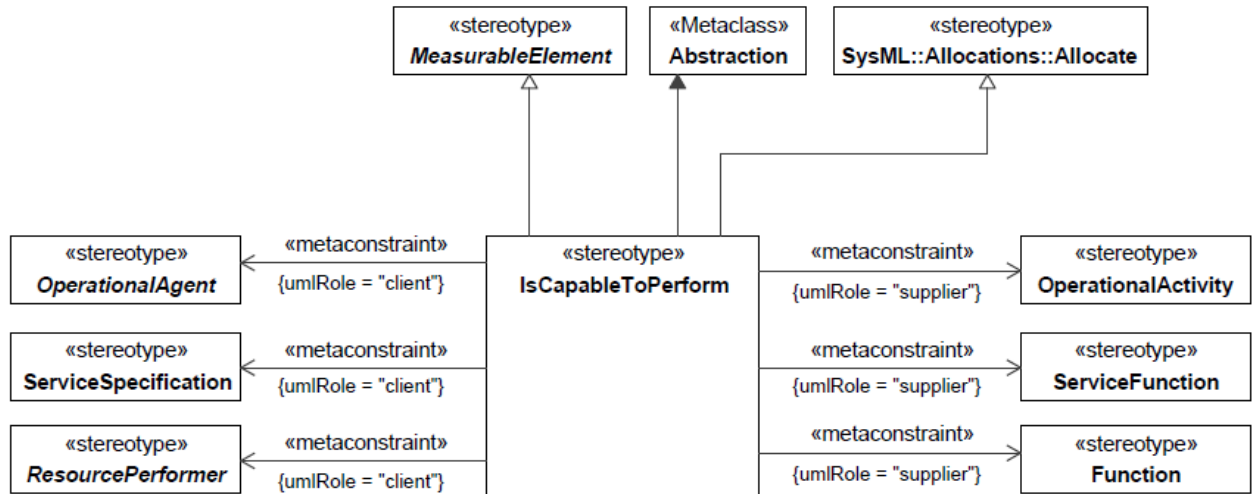 «stereotype»
MeasurableElement
«Metaclass»
Abstraction
«stereotype»
SysML::Allocations::Allocate
«stereotype»
OperationalAgent
«metaconstraint»
{umlRole = "client"}
«stereotype»
IsCapableToPerform
«metaconstraint»
{umlRole = "supplier"}
«stereotype»
OperationalActivity
«stereotype»
ServiceSpecification
«metaconstraint»
{umlRole = "client"}
«metaconstraint»
{umlRole = "supplier"}
«stereotype»
ServiceFunction
«stereotype»
ResourcePerformer
«metaconstraint»
{umlRole = "client"}
«metaconstraint»
{umlRole = "supplier"}
«stereotype»
Function